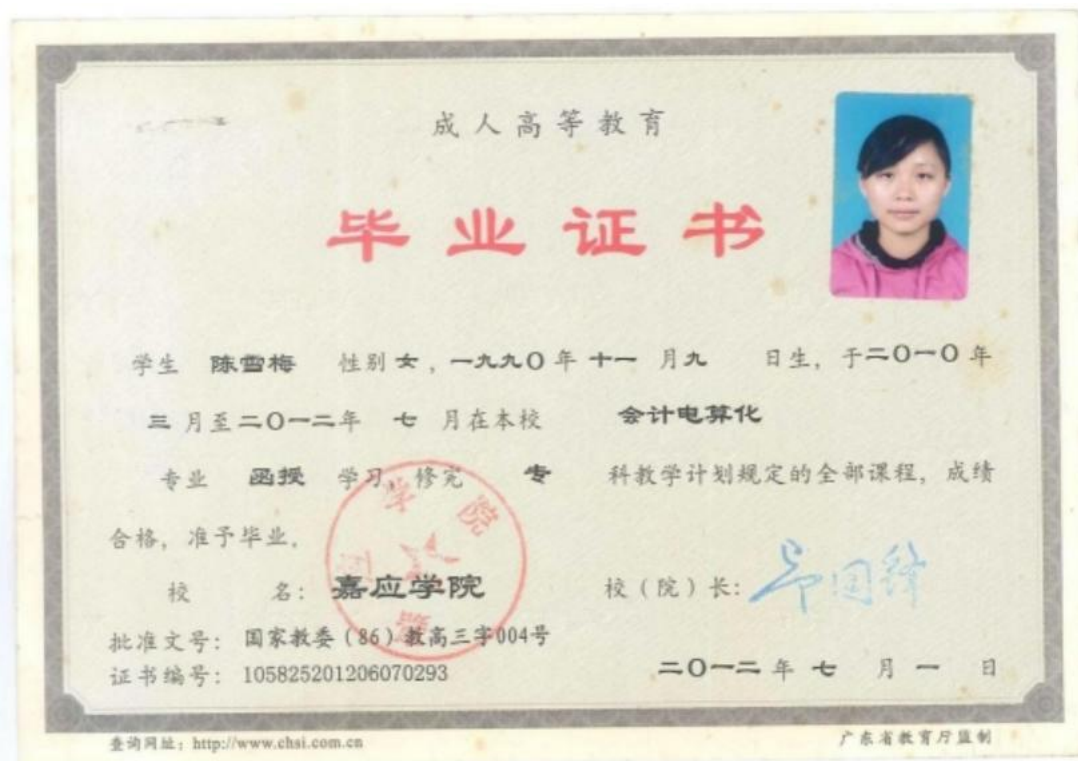 成人高等教育
毕业证书
学生 陈雪梅 性别 女，一九九〇年 十一 月九 日生，于二〇一〇年
三 月至二〇一二年 七 月在本校 会计电算化
专业 函授 学习，修完 专 科教学计划规定的全部课程，成绩
合格，准予毕业。
校 名：嘉应学院
校（院）长：
批准文号：国家教委（86）教高三字004号
证书编号：105825201206070293
二〇一二年 七 月 一 日
查询网址：http://www.chsi.com.cn
广东省教育厅监制
学院